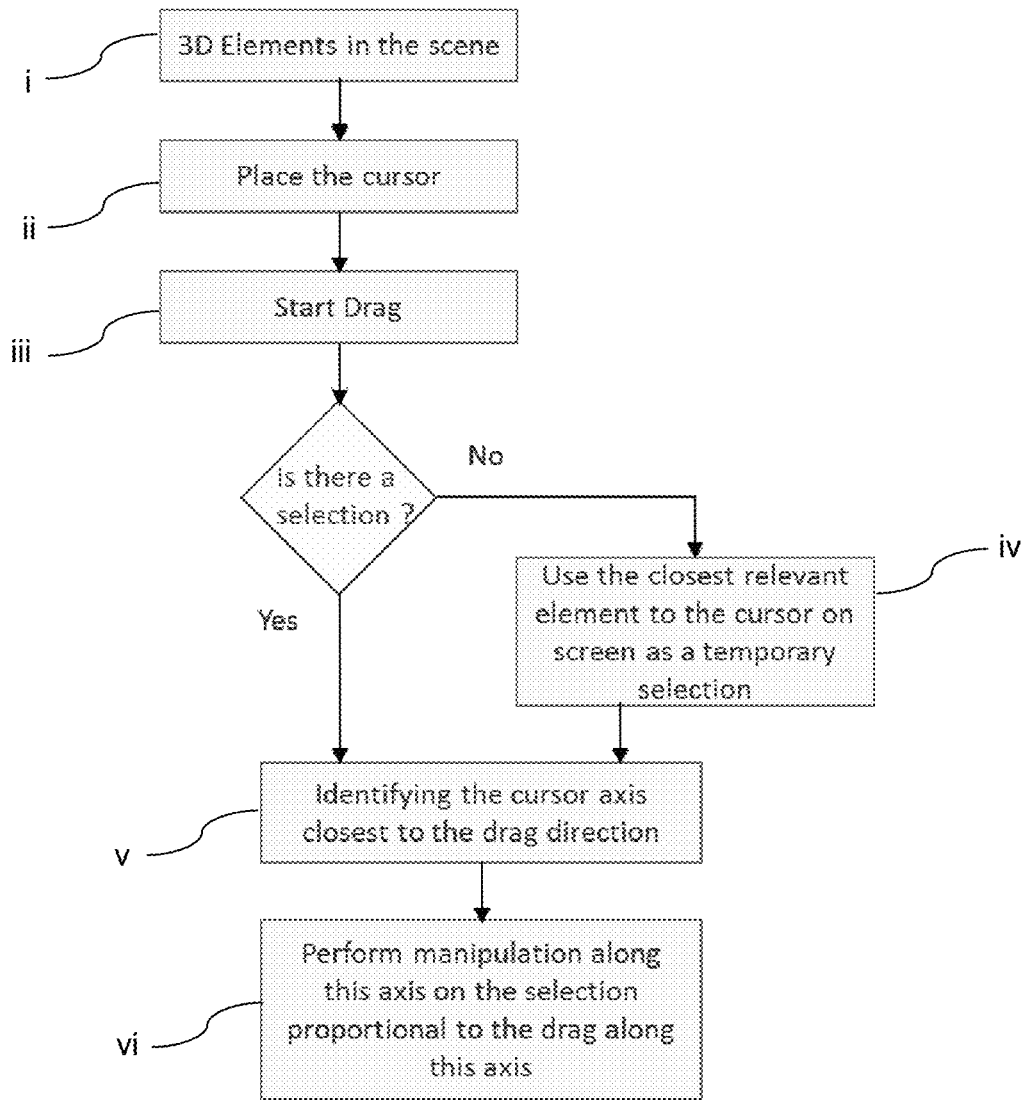 3D Elements in the scene
i
Place the cursor
ii
Start Drag
iii
is there a
selection ?
No
Yes
iv
Use the closest relevant
element to the cursor on
screen as a temporary
selection
Identifying the cursor axis
closest to the drag direction
v
Perform manipulation along
this axis on the selection
proportional to the drag along
this axis
vi